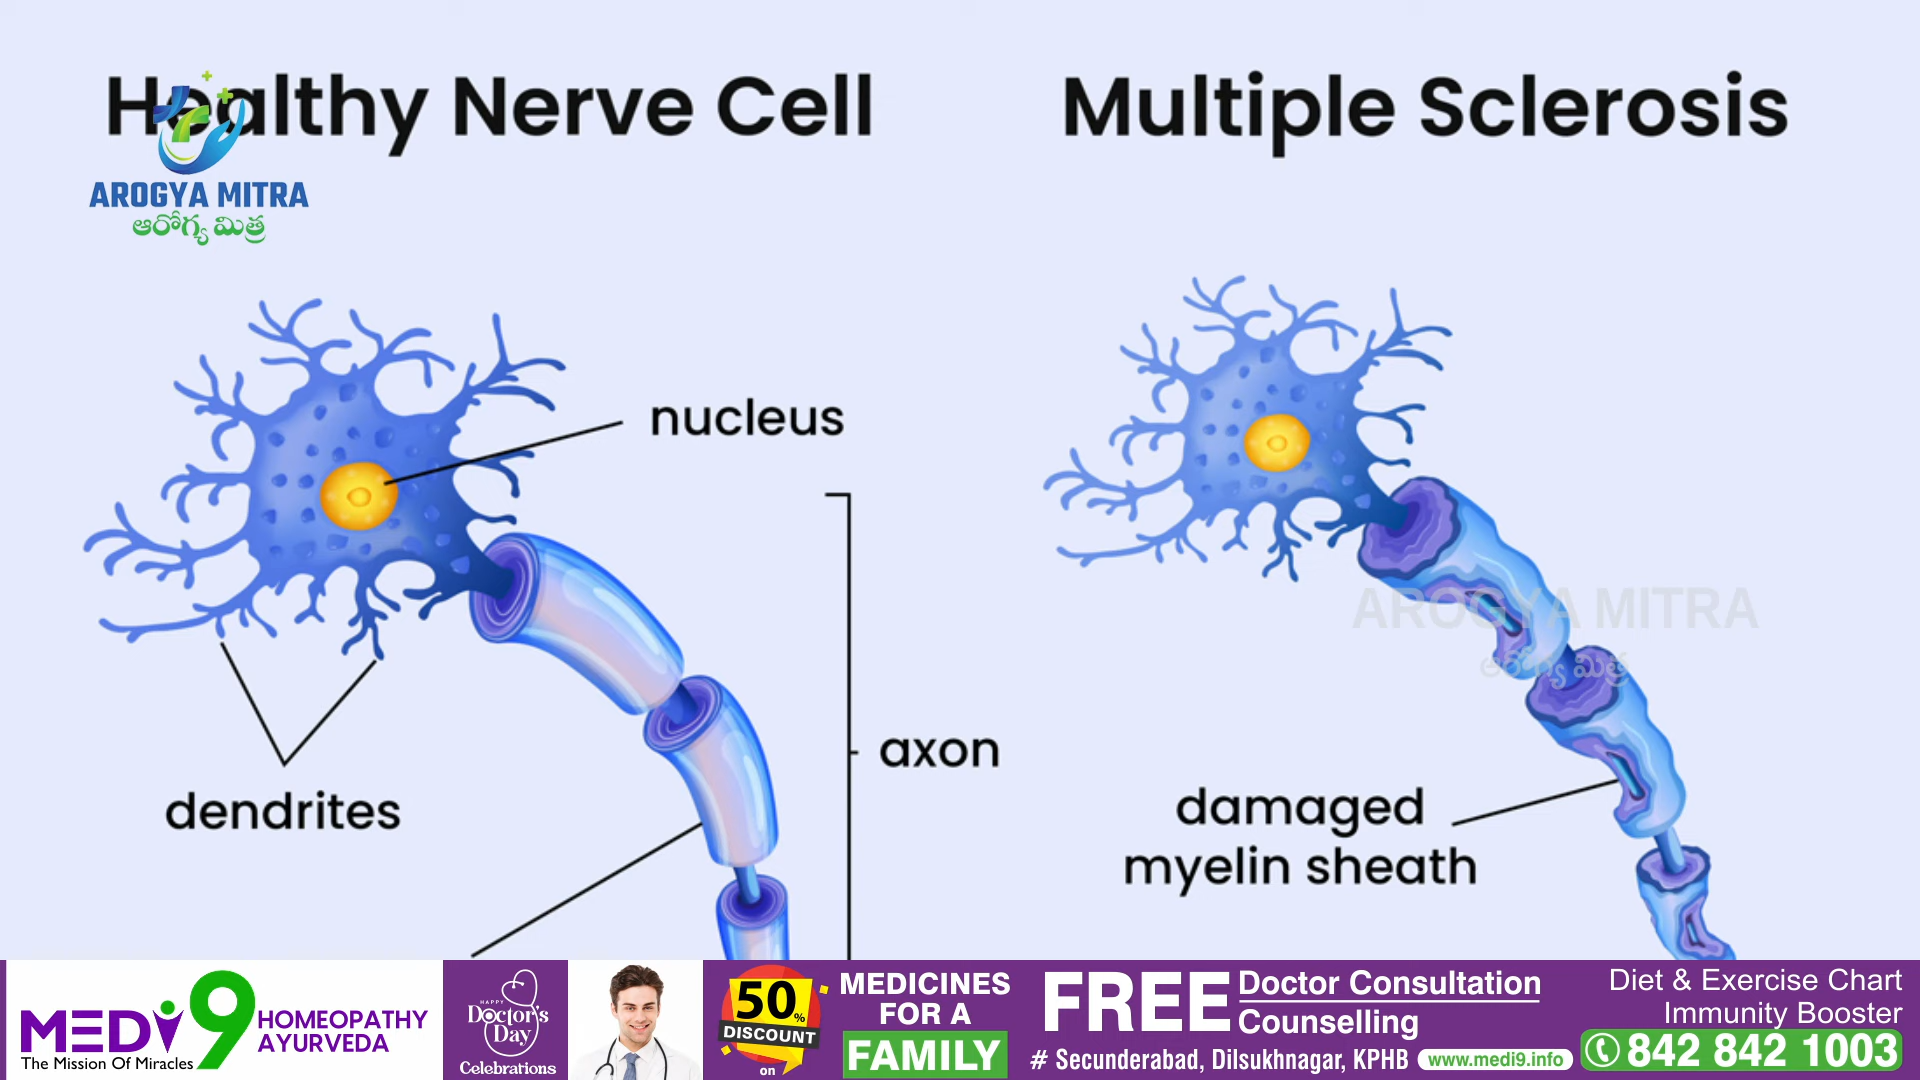 Healthy Nerve Cell
Multiple Sclerosis
AROGYA MITRA
ఆరోగ్య మిత్ర
nucleus
axon
dendrites
AROGYA MITRA
ఆరోగ్య మిత్ర
damaged
myelin sheath
MEDi9
HOMEOPATHY
AYURVEDA
The Mission Of Miracles
HAPPY
Doctor's
Day
Celebrations
50%
DISCOUNT
on
MEDICINES
FOR A
FAMILY
FREE
Doctor Consultation
Counselling
# Secunderabad, Dilsukhnagar, KPHB
www.medi9.info
Diet & Exercise Chart
Immunity Booster
842 842 1003